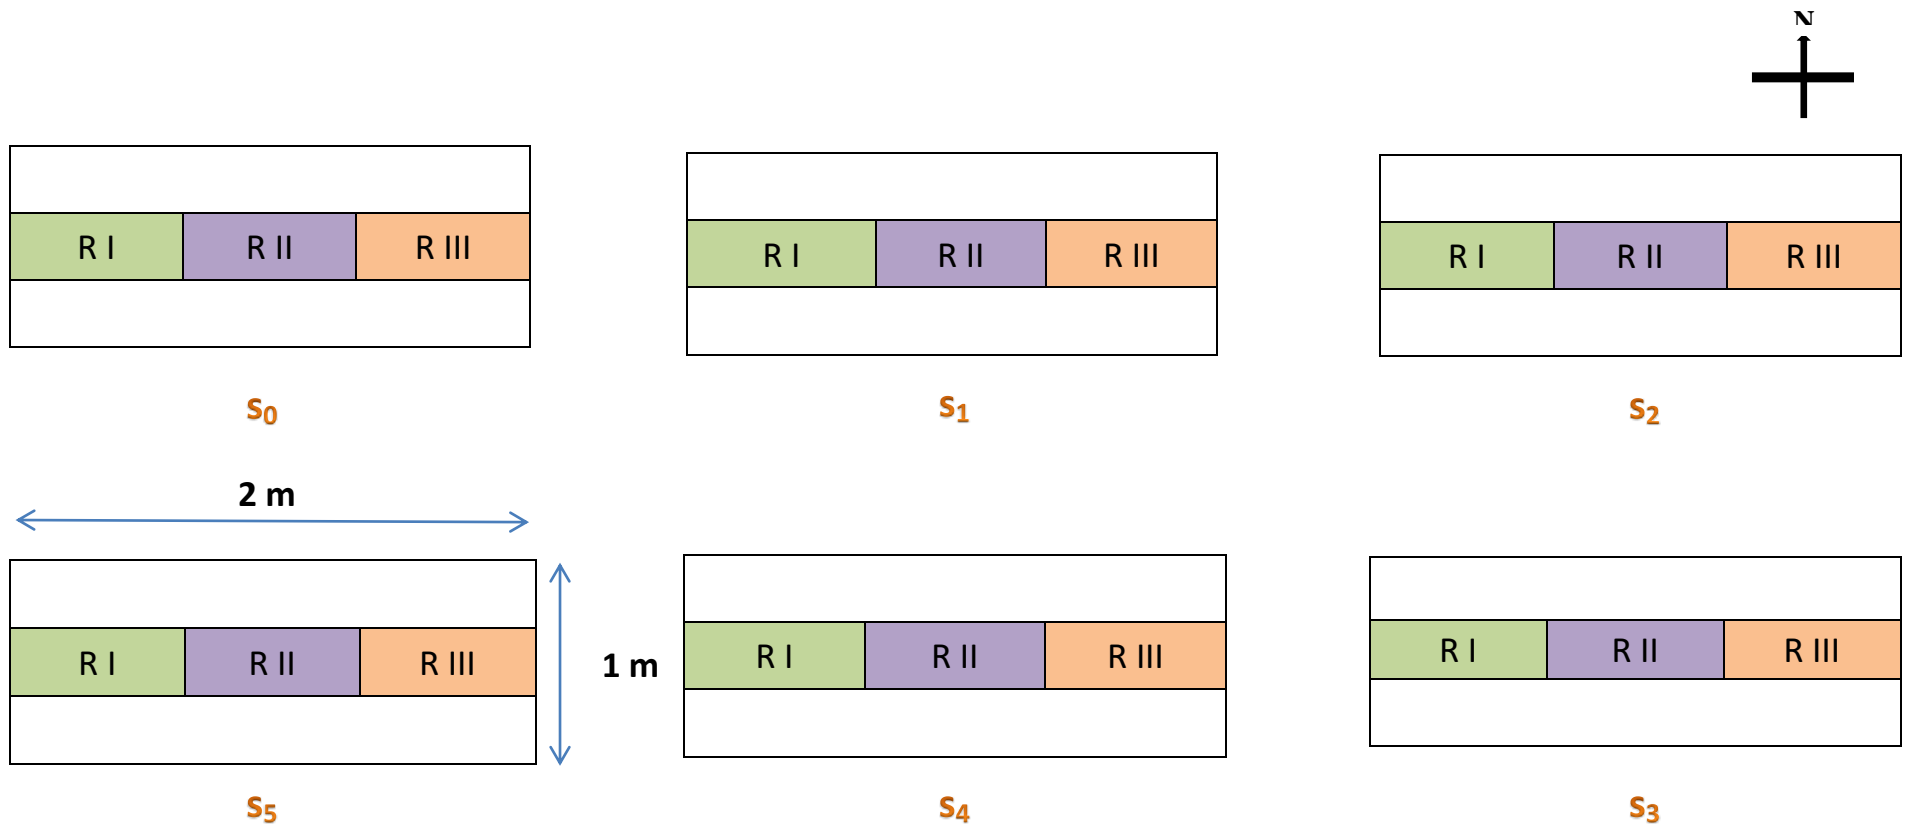 N
R I R II R III
R I R II R III
R I R II R III
s0
s1
s2
2 m
R I R II R III
1 m
R I R II R III
R I R II R III
s5
s4
s3